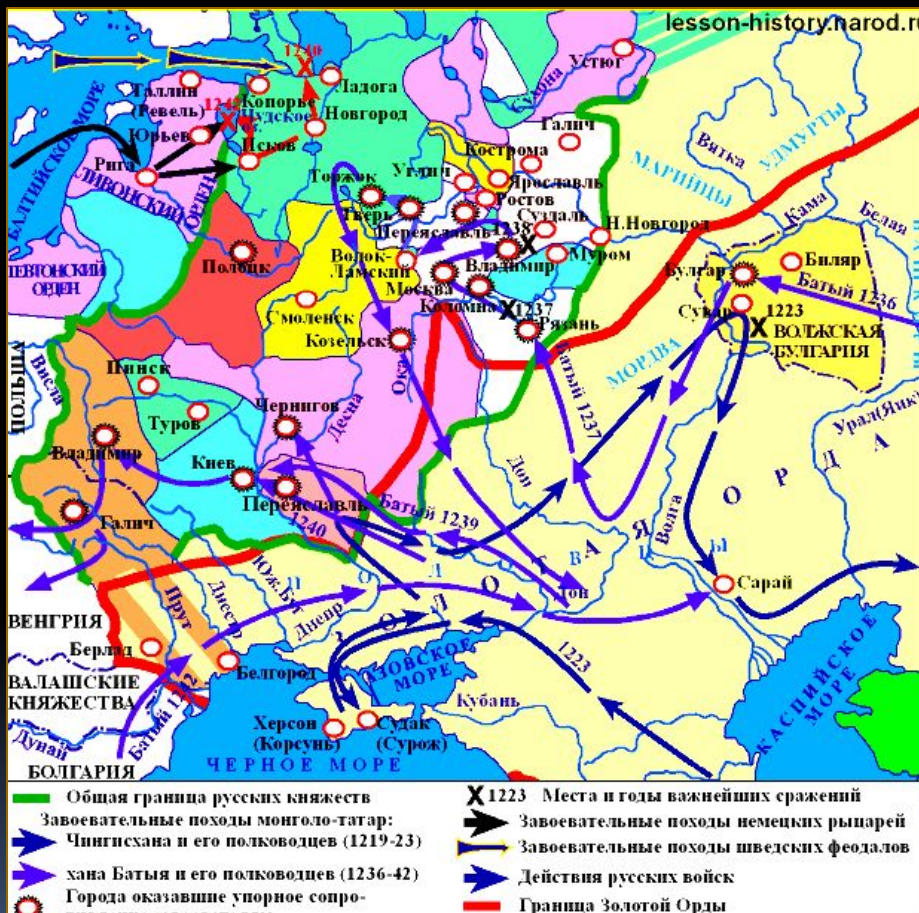 lesson-history.narod.r
1240
Ладога
Таллин
(Ревель)
Копорье
Чудское
оз.
Новгород
Юрьев
Псков
Рига
ЛИВОНСКИЙ
ОРДЕН
БАЛТИЙСКОЕ МОРЕ
ОРДЕН
Полоцк
Устюг
Сухона
Галич
Кострома
Вятка
УДМУРТЫ
МАРИЙЦЫ
Углич
Ярославль
Торжок
Ростов
Тверь
Суздаль
Переяславль
1238
Н.Новгород
Кама
Белая
Волок-
Ламский
Владимир
Муром
Москва
Булгар
Биляр
Батый 1236
Коломна
1237
Рязань
Сувар
1223
ВОЛЖСКАЯ
БУЛГАРИЯ
Смоленск
Козельск
Ока
МОРДВА
Батый 1237
Урал(Яик)
ПОЛЬША
Висла
Пинск
Туров
Чернигов
Десна
Владимир
Киев
Переяславль
1240
Батый 1239
Дон
Волга
Галич
ЗОЛОТАЯ ОРДА
ПОЛОВЦЫ
Сарай
ВЕНГРИЯ
Прут
Днестр
Юж.Буг
Днепр
Берлад
Белгород
ВАЛАШСКИЕ
КНЯЖЕСТВА
Дунай
БОЛГАРИЯ
АЗОВСКОЕ
МОРЕ
1223
Кубань
Херсон
(Корсунь)
Судак
(Сурож)
ЧЕРНОЕ МОРЕ
КАСПИЙСКОЕ
МОРЕ
Общая граница русских княжеств
Завоевательные походы монголо-татар:
Чингисхана и его полководцев (1219-23)
хана Батыя и его полководцев (1236-42)
Города оказавшие упорное сопро-
1223 Места и годы важнейших сражений
Завоевательные походы немецких рыцарей
Завоевательные походы шведских феодалов
Действия русских войск
Граница Золотой Орды